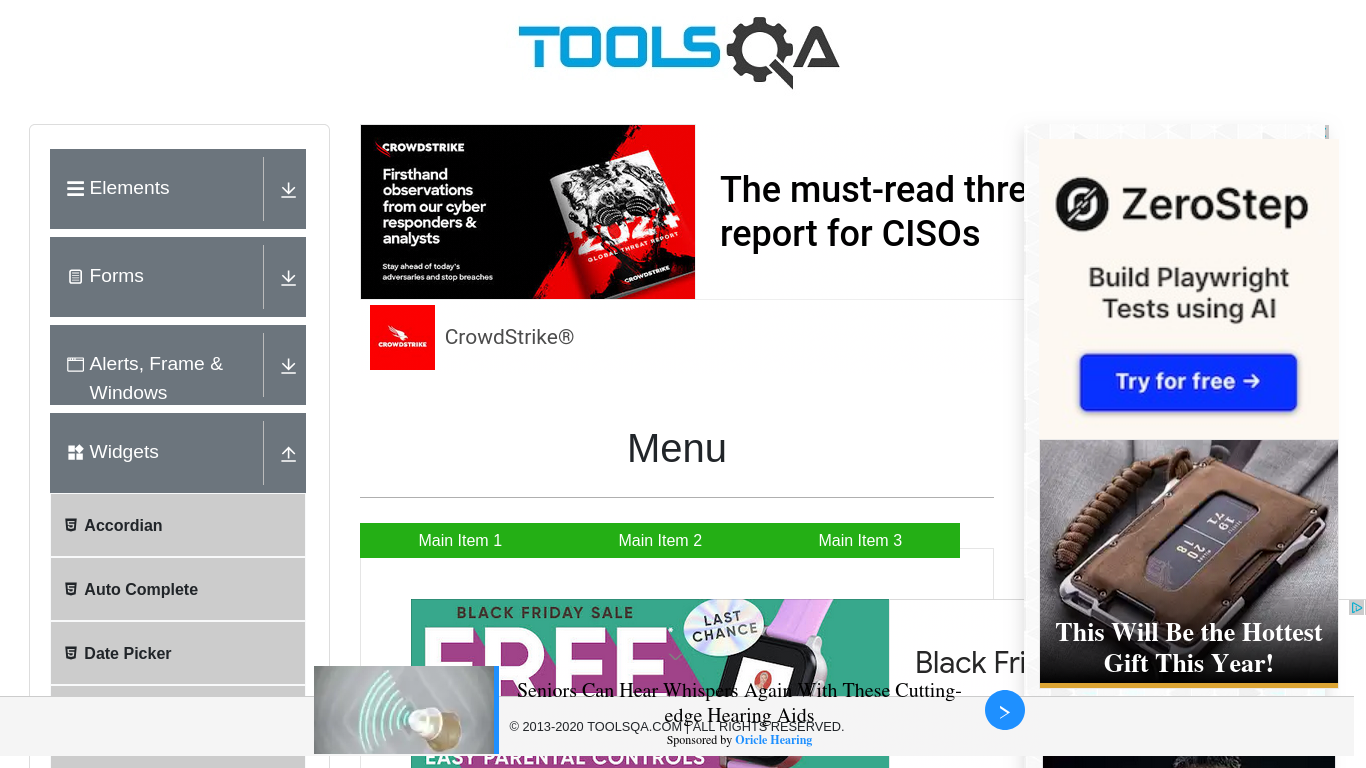 TOOLSQA
Elements
Forms
Alerts, Frame &
Windows
Widgets
Accordian
Auto Complete
Date Picker
CROWDSTRIKE
Firsthand
observations
from our cyber
responders &
analysts
Stay ahead of today's
adversaries and stop breaches
2024
GLOBAL THREAT REPORT
CROWDSTRIKE
The must-read thre
report for CISOs
CROWDSTRIKE
CrowdStrike®
Menu
Main Item 1
Main Item 2
Main Item 3
BLACK FRIDAY SALE
FREE
LAST
CHANCE
EASY PARENTAL CONTROLS
Black Fri
ZeroStep
Build Playwright
Tests using AI
Try for free →
This Will Be the Hottest
Gift This Year!
Seniors Can Hear Whispers Again With These Cutting-
edge Hearing Aids
Sponsored by Oricle Hearing
© 2013-2020 TOOLSQA.COM | ALL RIGHTS RESERVED.